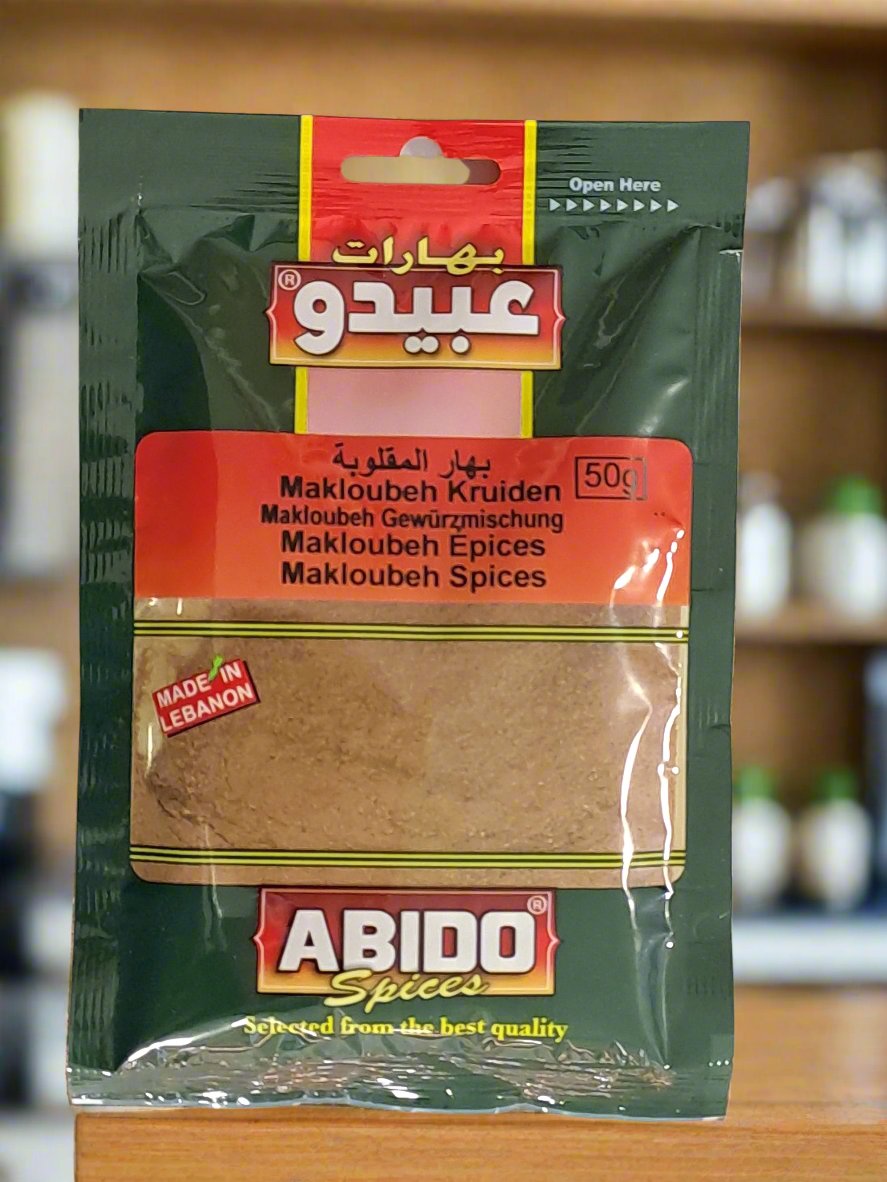 Open Here
بهارات
عبيدو
®
بهار المقلوبة
50g
Makloubeh Kruiden
Makloubeh Gewürzmischung
Makloubeh Épices
Makloubeh Spices
MADE IN
LEBANON
ABIDO
®
Spices
Selected from the best quality